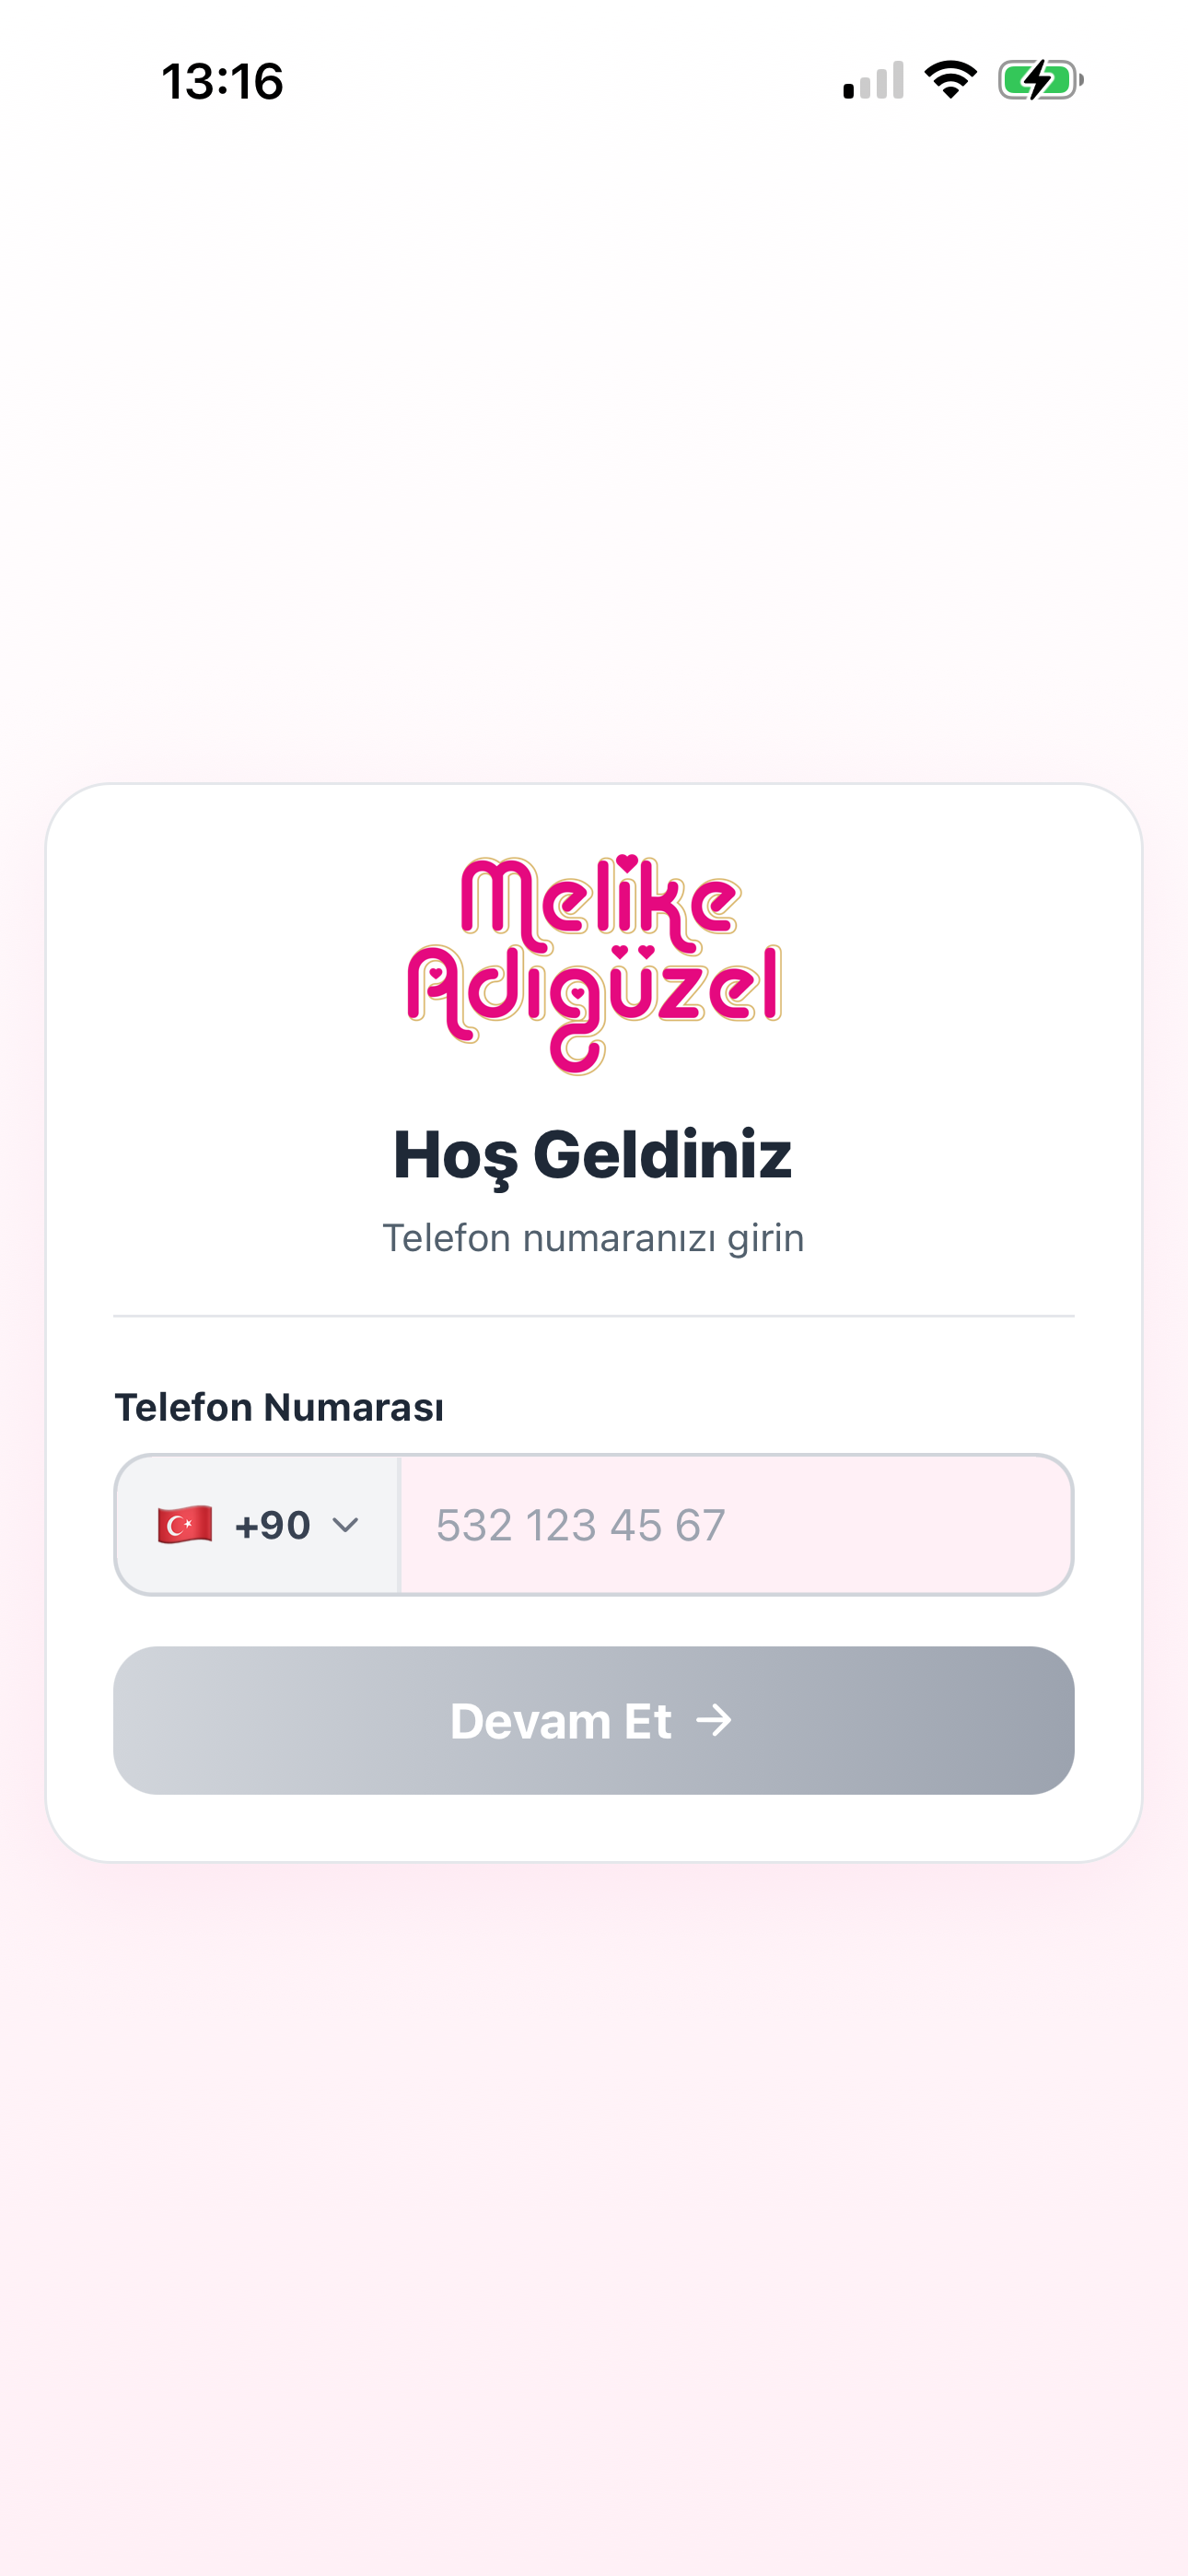 13:16
Melike
Adıgüzel
Hoş Geldiniz
Telefon numaranızı girin
Telefon Numarası
+90 532 123 45 67
Devam Et →